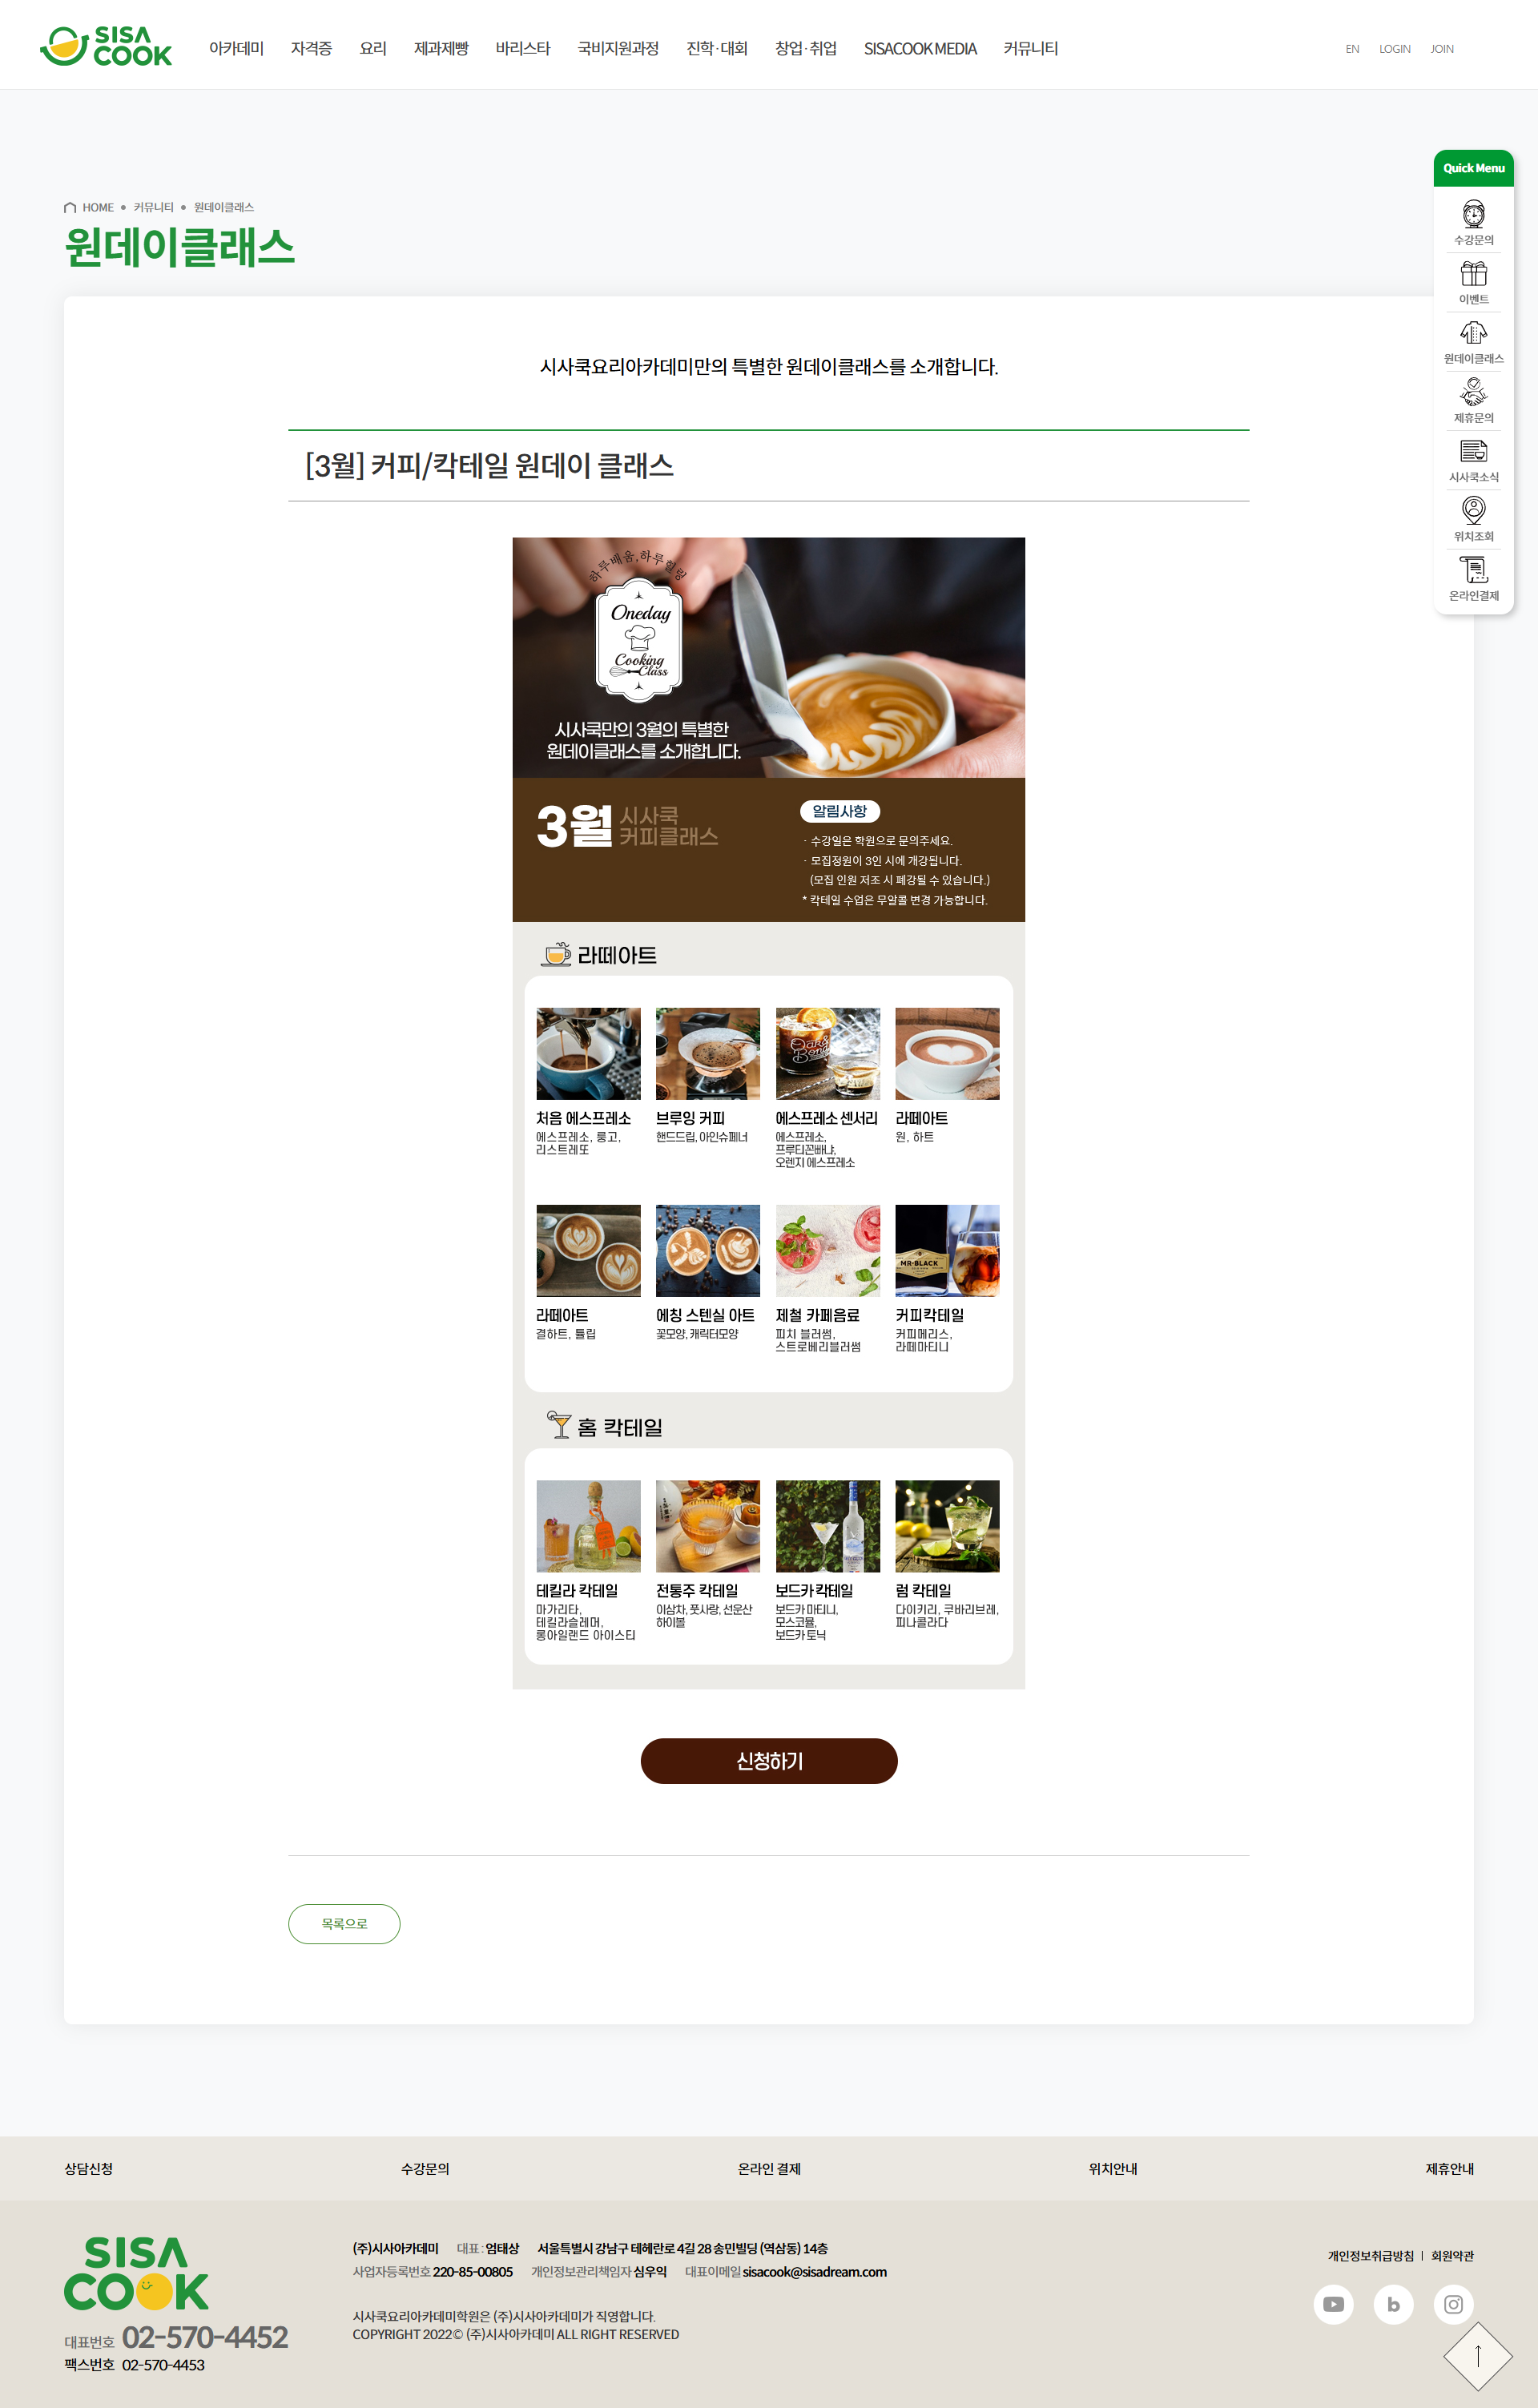 SISA
COOK
아카데미 자격증 요리 제과제빵 바리스타 국비지원과정 진학·대회 창업·취업 SISACOOK MEDIA 커뮤니티
EN LOGIN JOIN
Quick Menu
수강문의
이벤트
원데이클래스
제휴문의
시사쿡소식
위치조회
온라인결제
HOME 커뮤니티 원데이클래스
원데이클래스
시사쿡요리아카데미만의 특별한 원데이클래스를 소개합니다.
[3월] 커피/칵테일 원데이 클래스
하루배움,하루힐링
Oneday
Cooking
Class
시사쿡만의 3월의 특별한
원데이클래스를 소개합니다.
3월 시사쿡
커피클래스
알림사항
· 수강일은 학원으로 문의주세요.
· 모집정원이 3인 시에 개강됩니다.
(모집 인원 저조 시 폐강될 수 있습니다.)
* 칵테일 수업은 무알콜 변경 가능합니다.
라떼아트
처음 에스프레소
에스프레소, 룽고,
리스트레또
브루잉 커피
핸드드립, 아인슈페너
에스프레소 센서리
에스프레소,
프루티꼰빠냐,
오렌지 에스프레소
라떼아트
원, 하트
라떼아트
결하트, 튤립
에칭 스텐실 아트
꽃모양, 캐릭터모양
제철 카페음료
피치 블러썸,
스트로베리블러썸
MR·BLACK
커피칵테일
커피메리스,
라떼마티니
홈 칵테일
테킬라 칵테일
마가리타,
테킬라슬레머,
롱아일랜드 아이스티
전통주 칵테일
이삼차, 풋사랑, 선운산
하이볼
보드카 칵테일
보드카 마티니,
모스코뮬,
보드카 토닉
럼 칵테일
다이키리, 쿠바리브레,
피나콜라다
신청하기
목록으로
상담신청 수강문의 온라인 결제 위치안내 제휴안내
SISA
COOK
대표번호 02-570-4452
팩스번호 02-570-4453
(주)시사아카데미 대표 : 엄태상 서울특별시 강남구 테헤란로 4길 28 송민빌딩 (역삼동) 14층
사업자등록번호 220-85-00805 개인정보관리책임자 심우익 대표이메일 sisacook@sisadream.com
시사쿡요리아카데미학원은 (주)시사아카데미가 직영합니다.
COPYRIGHT 2022© (주)시사아카데미 ALL RIGHT RESERVED
개인정보취급방침 | 회원약관